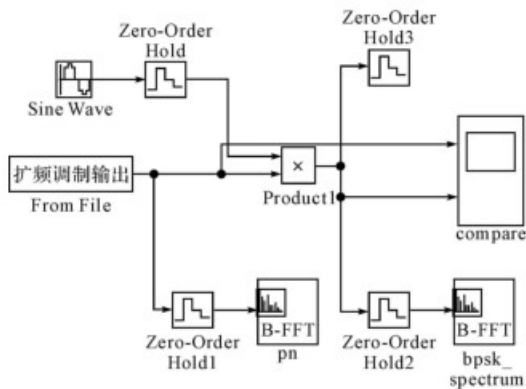 Zero-Order
Hold
Zero-Order
Hold3
Sine Wave
扩频调制输出
From File
×
Product1
compare
B-FFT
pn
Zero-Order
Hold1
Zero-Order
Hold2
B-FFT
bpsk_
spectrum